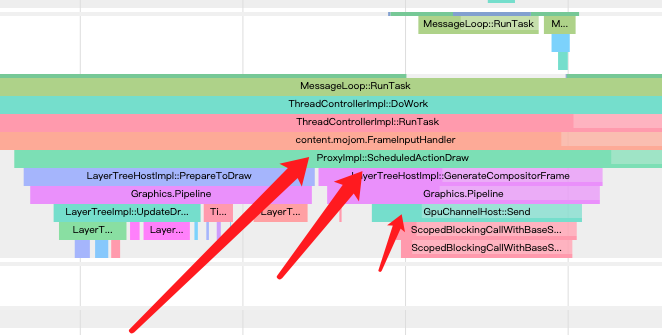 MessageLoop::RunTask M...
MessageLoop::RunTask
ThreadControllerImpl::DoWork
ThreadControllerImpl::RunTask
content.mojom.FrameInputHandler
ProxyImpl::ScheduledActionDraw
LayerTreeHostImpl::PrepareToDraw LayerTreeHostImpl::GenerateCompositorFrame
Graphics.Pipeline Graphics.Pipeline
LayerTreeImpl::UpdateDr... Ti... LayerT... GpuChannelHost::Send
LayerT... Layer... ScopedBlockingCallWithBaseS...
ScopedBlockingCallWithBaseS...